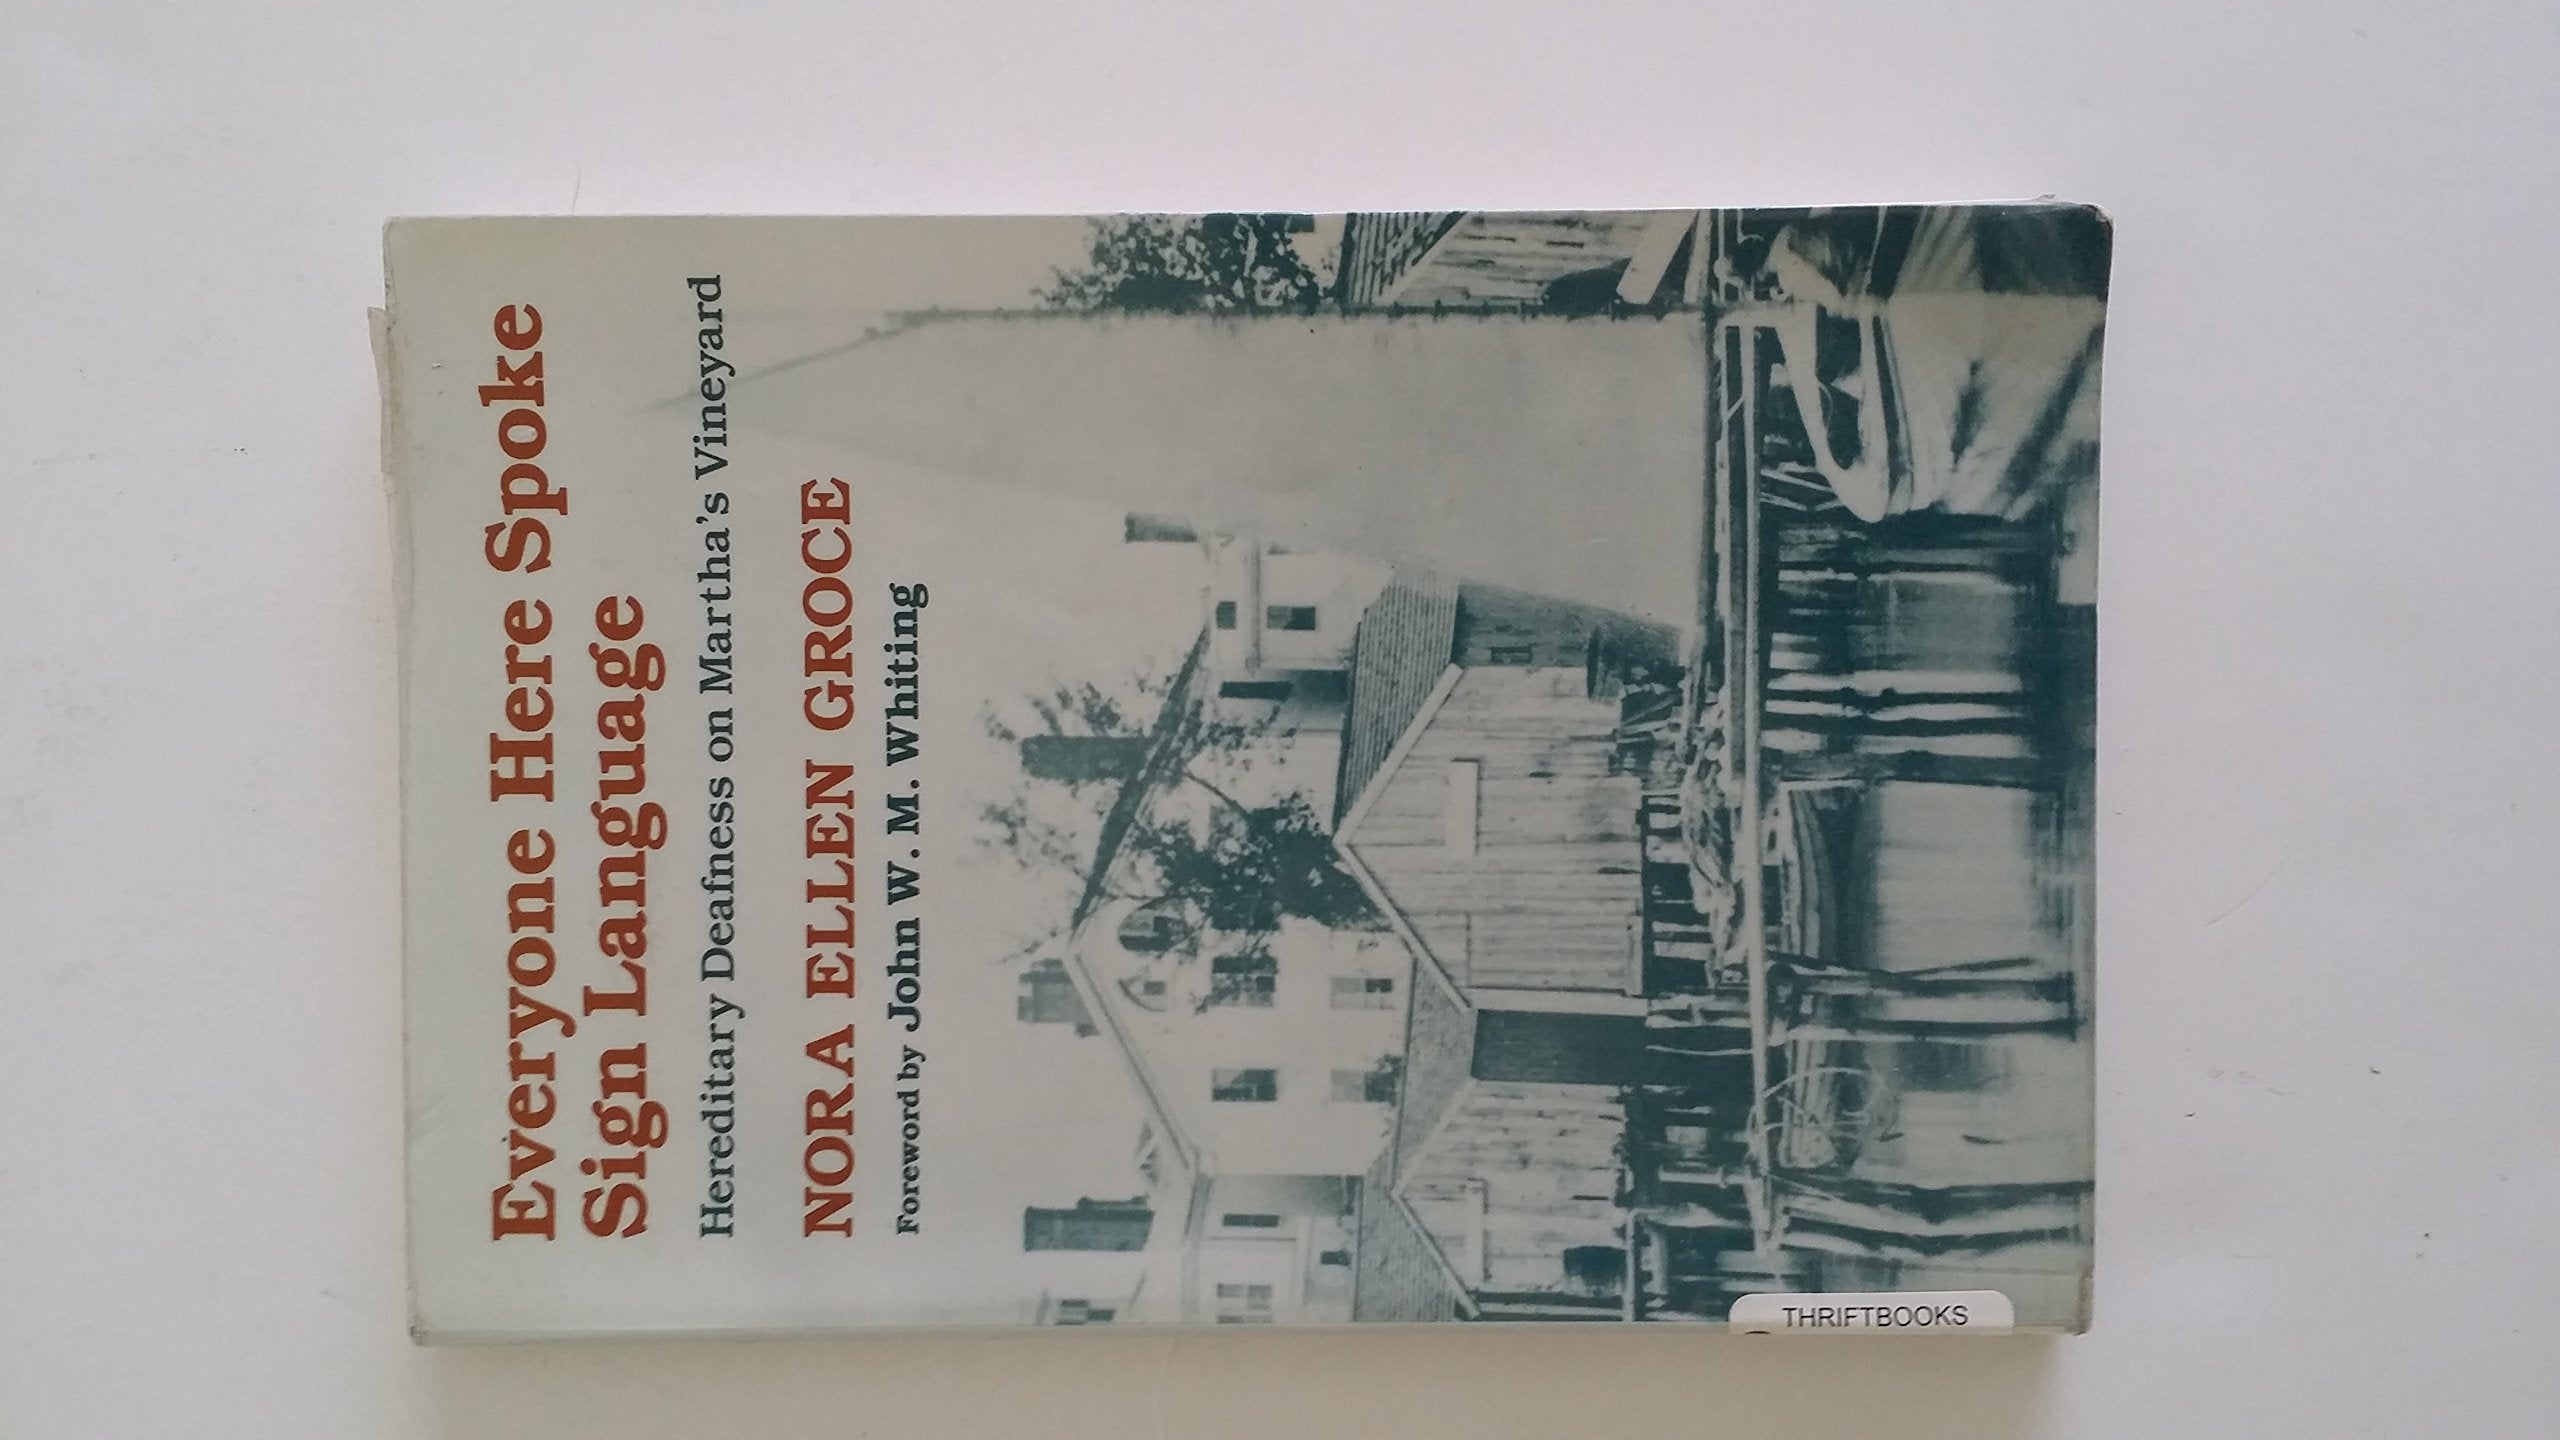 Everyone Here Spoke
Sign Language
Hereditary Deafness on Martha's Vineyard
NORA ELLEN GROCE
Foreword by John W. M. Whiting
THRIFTBOOKS